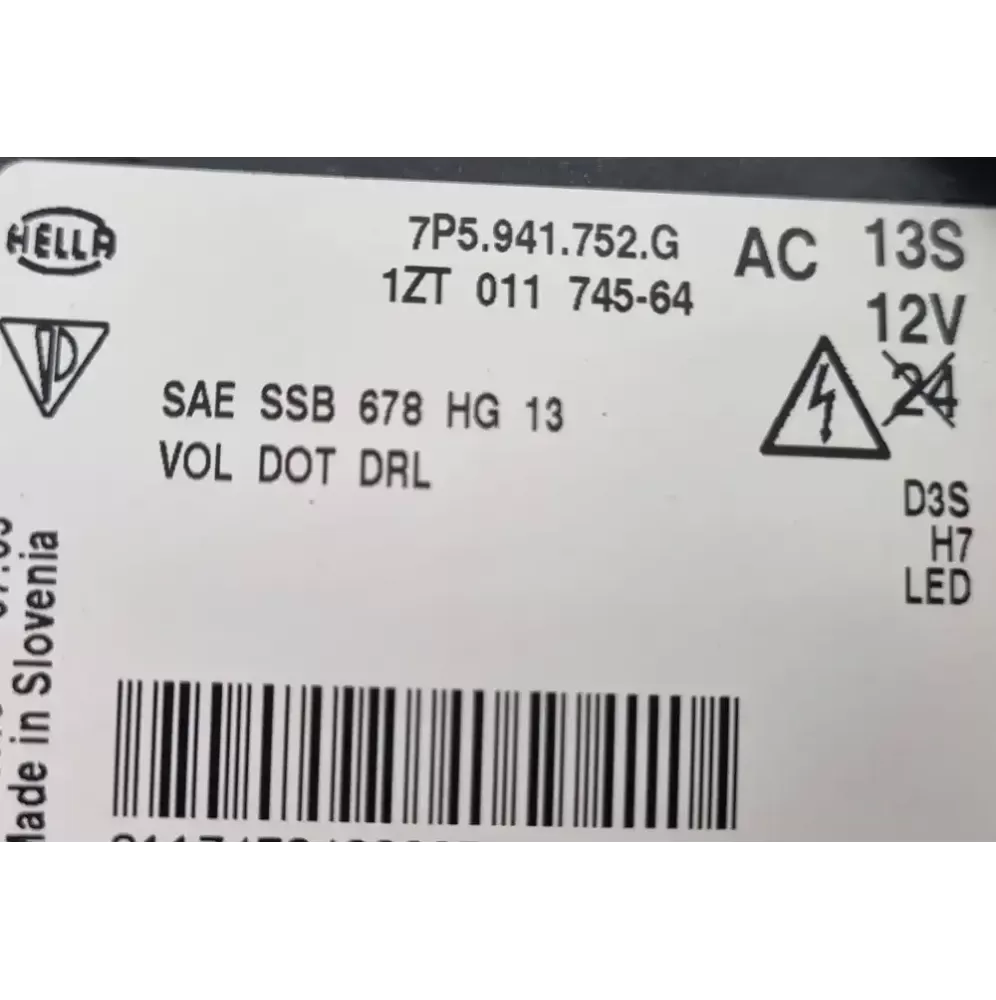 HELLA
7P5.941.752.G
1ZT 011 745-64
AC
13S
12V
24
SAE SSB 678 HG 13
VOL DOT DRL
D3S
H7
LED
Made in Slovenia